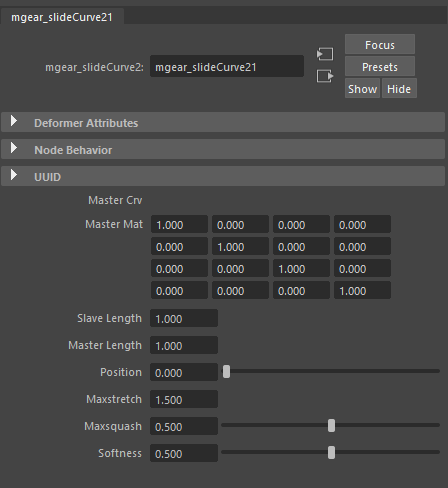 mgear_slideCurve21
Focus
mgear_slideCurve2: mgear_slideCurve21
Presets
Show Hide
Deformer Attributes
Node Behavior
UUID
Master Crv
Master Mat 1.000 0.000 0.000 0.000
0.000 1.000 0.000 0.000
0.000 0.000 1.000 0.000
0.000 0.000 0.000 1.000
Slave Length 1.000
Master Length 1.000
Position 0.000
Maxstretch 1.500
Maxsquash 0.500
Softness 0.500